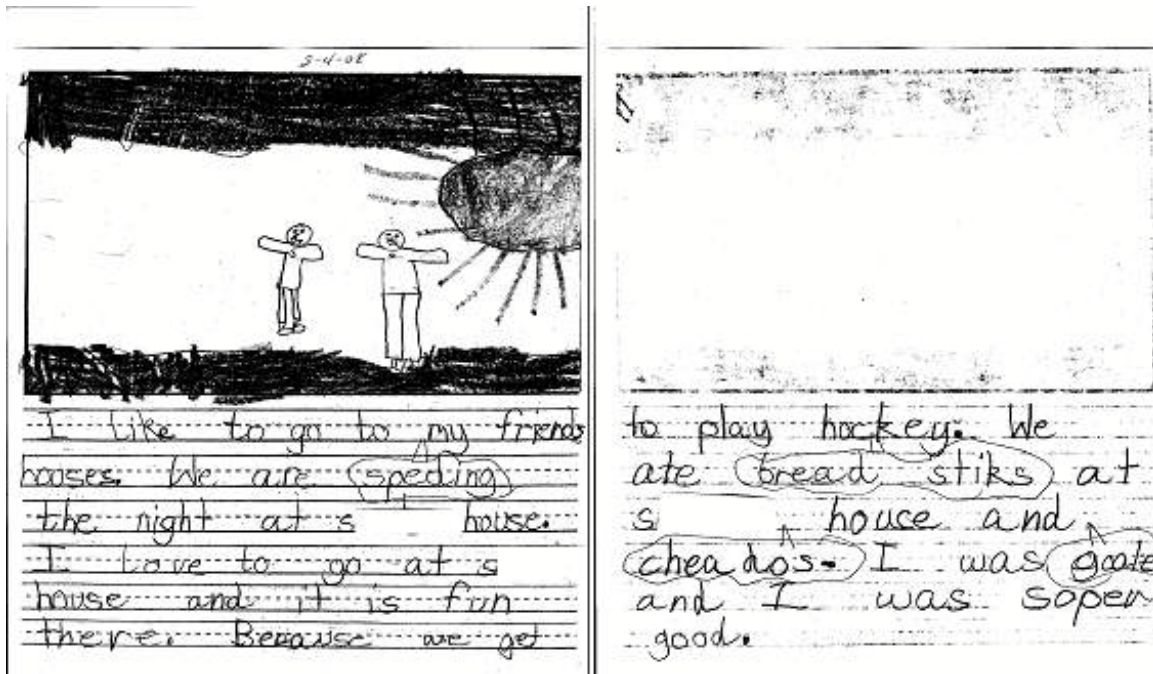 5-4-08
I like to go to my friends
houses. We are speding
the night at s house.
I love to go at s
house and it is fun
there. Because we get
to play hockey. We
ate bread stiks at
s house and
cheados. I was goale
and I was soper
good.